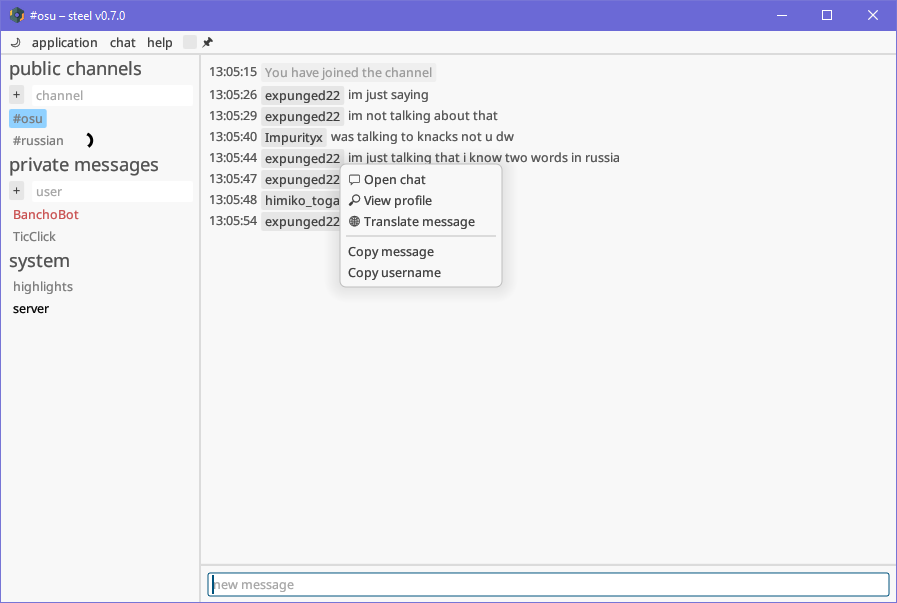 #osu – steel v0.7.0
application chat help
public channels
+ channel
#osu
#russian
private messages
+ user
BanchoBot
TicClick
system
highlights
server
13:05:15 You have joined the channel
13:05:26 expunged22 im just saying
13:05:29 expunged22 im not talking about that
13:05:40 Impurityx was talking to knacks not u dw
13:05:44 expunged22 im just talking that i know two words in russia
13:05:47 expunged22
13:05:48 himiko_toga
13:05:54 expunged22
Open chat
View profile
Translate message
Copy message
Copy username
new message